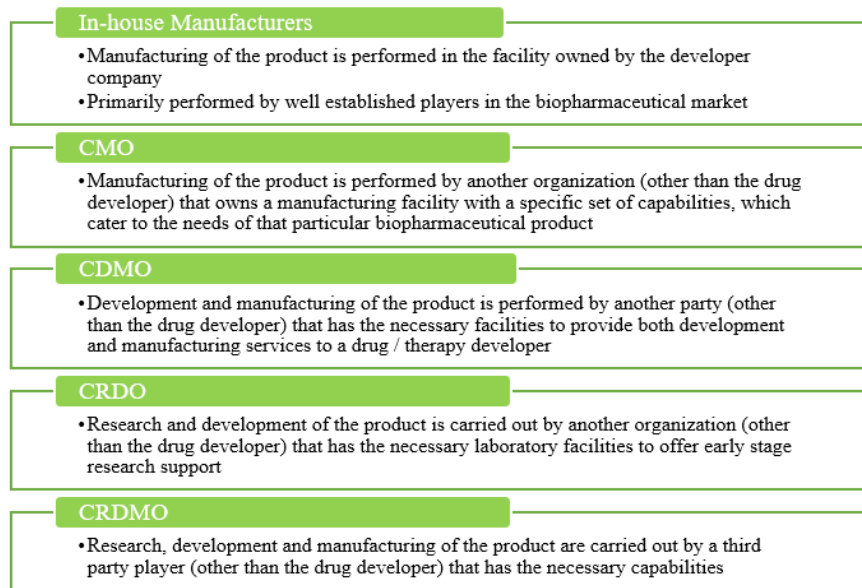 In-house Manufacturers
•Manufacturing of the product is performed in the facility owned by the developer
company
•Primarily performed by well established players in the biopharmaceutical market
CMO
•Manufacturing of the product is performed by another organization (other than the drug
developer) that owns a manufacturing facility with a specific set of capabilities, which
cater to the needs of that particular biopharmaceutical product
CDMO
•Development and manufacturing of the product is performed by another party (other
than the drug developer) that has the necessary facilities to provide both development
and manufacturing services to a drug / therapy developer
CRDO
•Research and development of the product is carried out by another organization (other
than the drug developer) that has the necessary laboratory facilities to offer early stage
research support
CRDMO
•Research, development and manufacturing of the product are carried out by a third
party player (other than the drug developer) that has the necessary capabilities